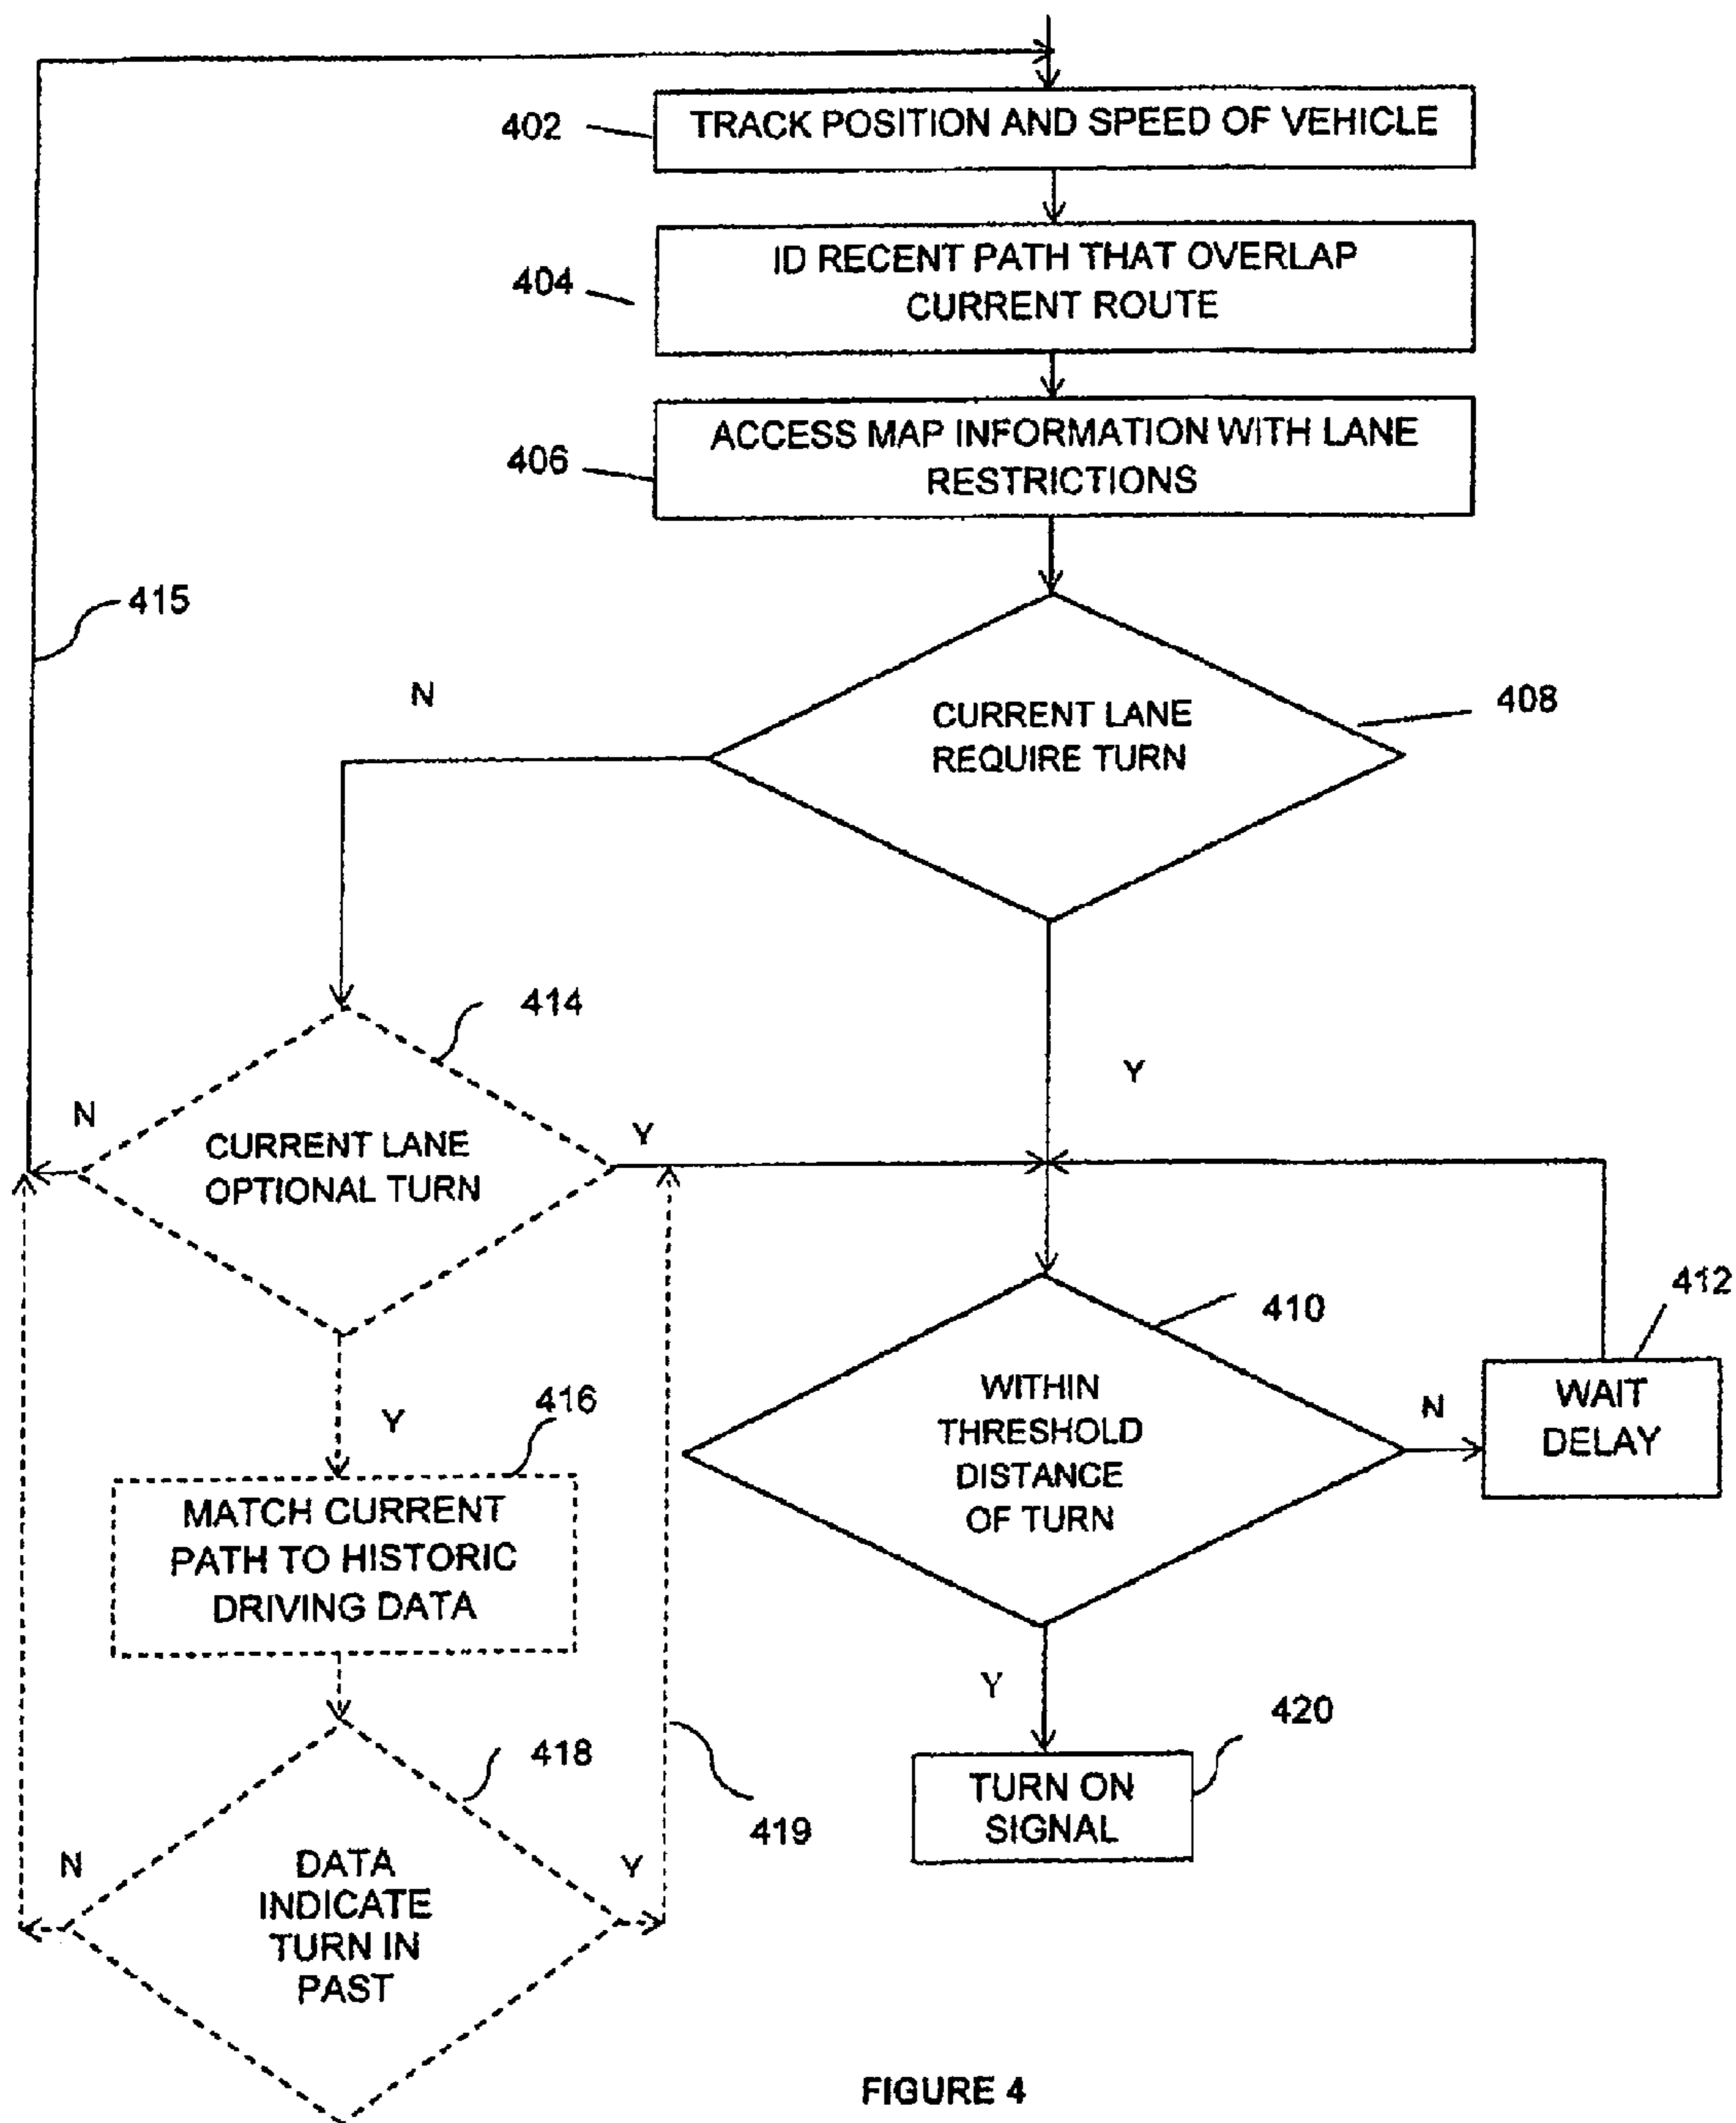 402
TRACK POSITION AND SPEED OF VEHICLE
404
ID RECENT PATH THAT OVERLAP
CURRENT ROUTE
406
ACCESS MAP INFORMATION WITH LANE
RESTRICTIONS
415
N
CURRENT LANE
REQUIRE TURN
408
Y
414
N
CURRENT LANE
OPTIONAL TURN
Y
Y
416
MATCH CURRENT
PATH TO HISTORIC
DRIVING DATA
418
N
DATA
INDICATE
TURN IN
PAST
Y
419
410
WITHIN
THRESHOLD
DISTANCE
OF TURN
N
412
WAIT
DELAY
Y
420
TURN ON
SIGNAL
FIGURE 4